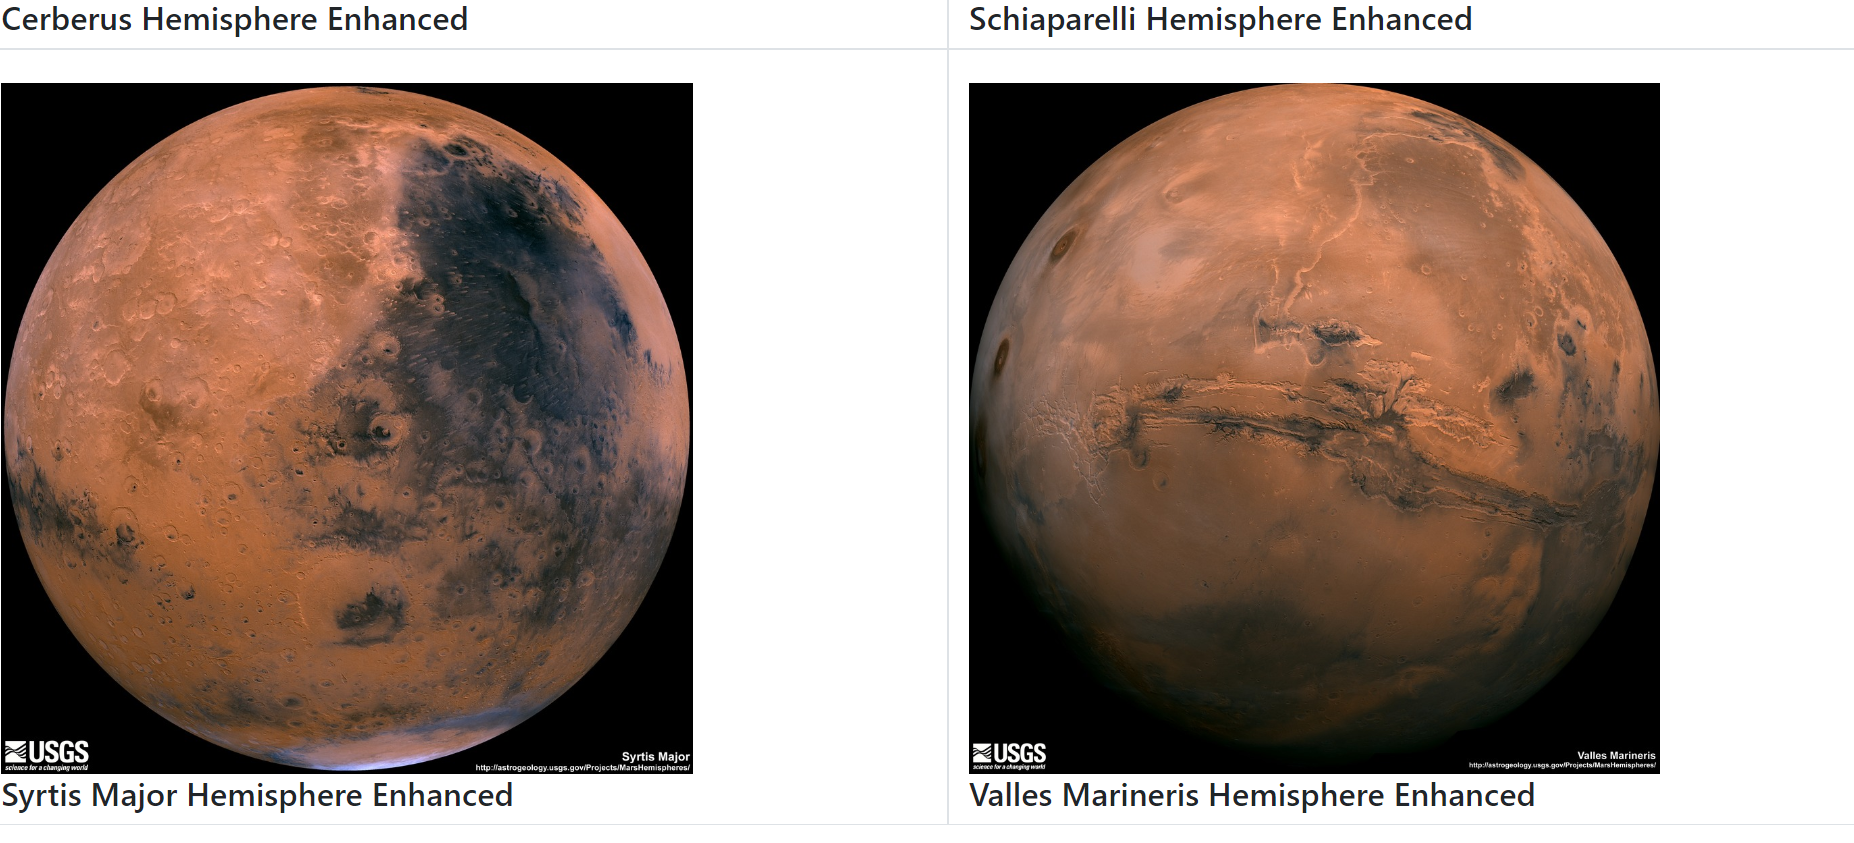 Cerberus Hemisphere Enhanced
Schiaparelli Hemisphere Enhanced
USGS
science for a changing world
Syrtis Major
http://astrogeology.usgs.gov/Projects/MarsHemispheres/
Syrtis Major Hemisphere Enhanced
USGS
science for a changing world
Valles Marineris
http://astrogeology.usgs.gov/Projects/MarsHemispheres/
Valles Marineris Hemisphere Enhanced